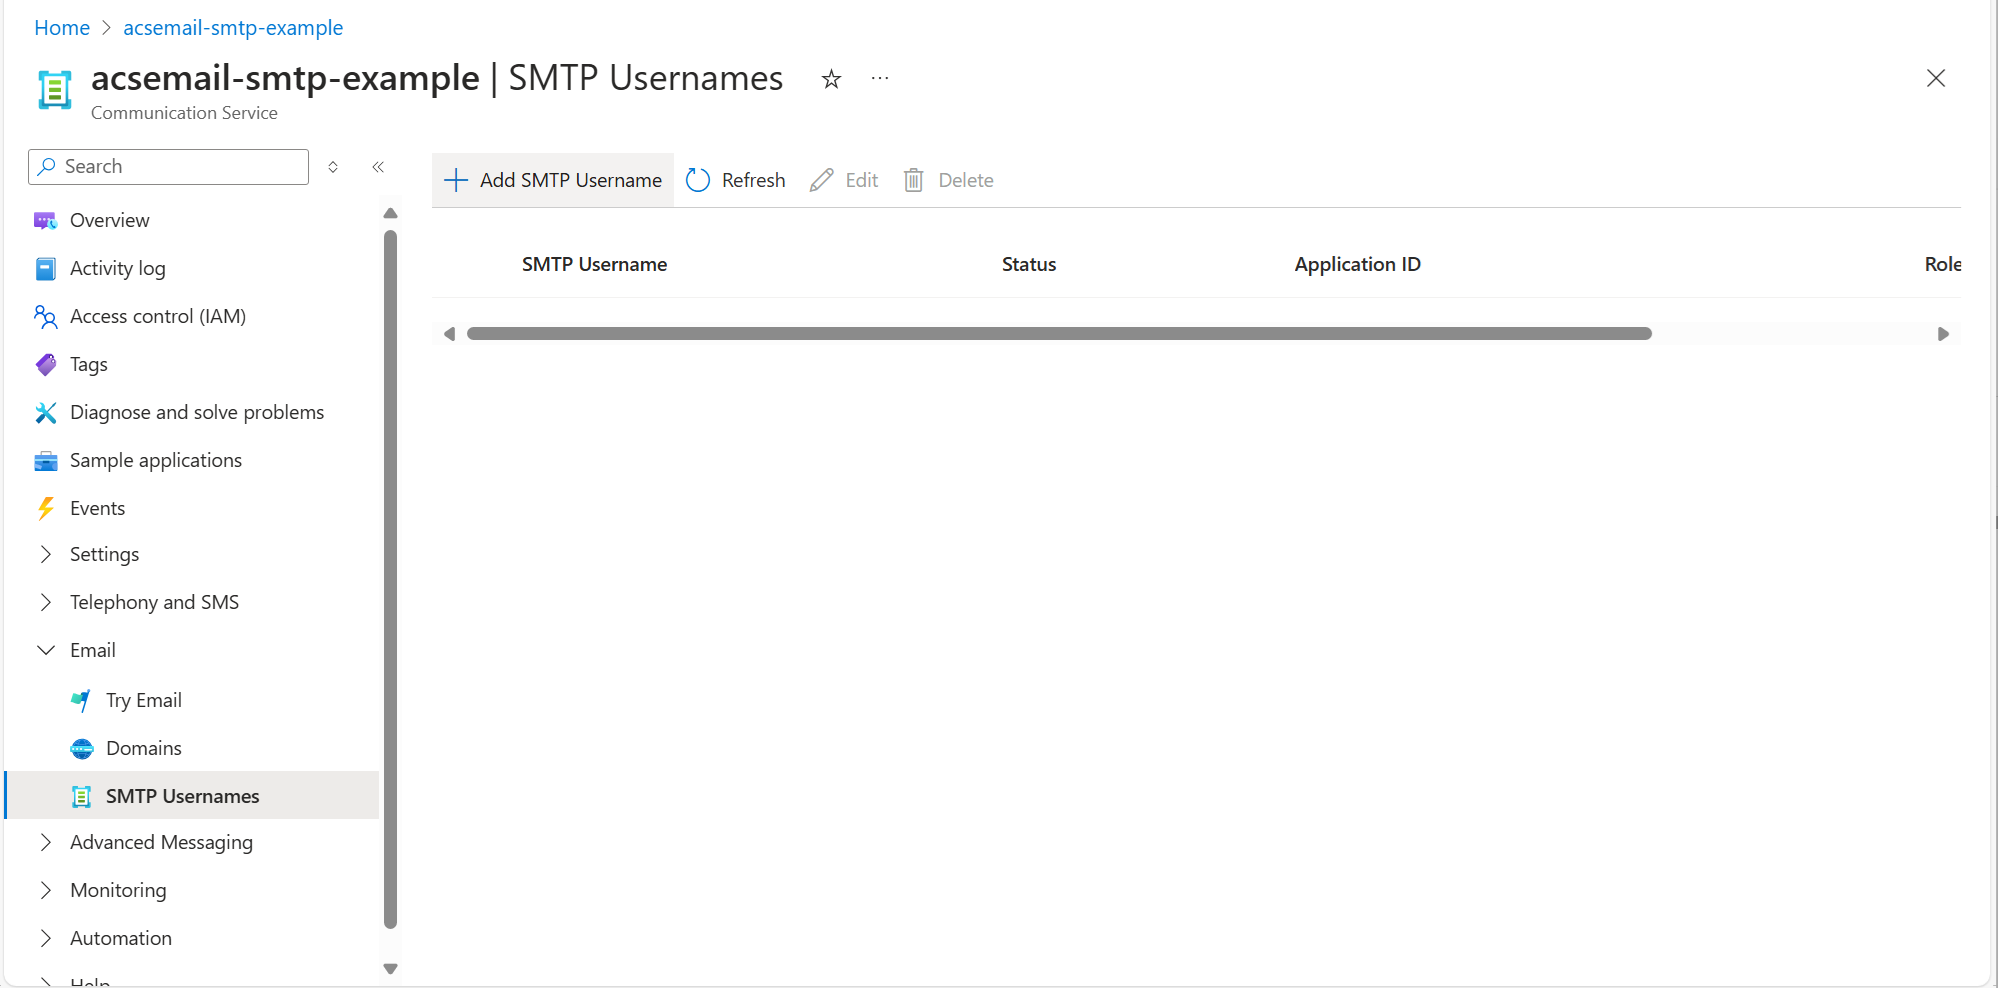 Home > acsemail-smtp-example
acsemail-smtp-example | SMTP Usernames
Communication Service
Search
Add SMTP Username Refresh Edit Delete
Overview
Activity log
Access control (IAM)
Tags
Diagnose and solve problems
Sample applications
Events
Settings
Telephony and SMS
Email
Try Email
Domains
SMTP Usernames
Advanced Messaging
Monitoring
Automation
Help
SMTP Username Status Application ID Role